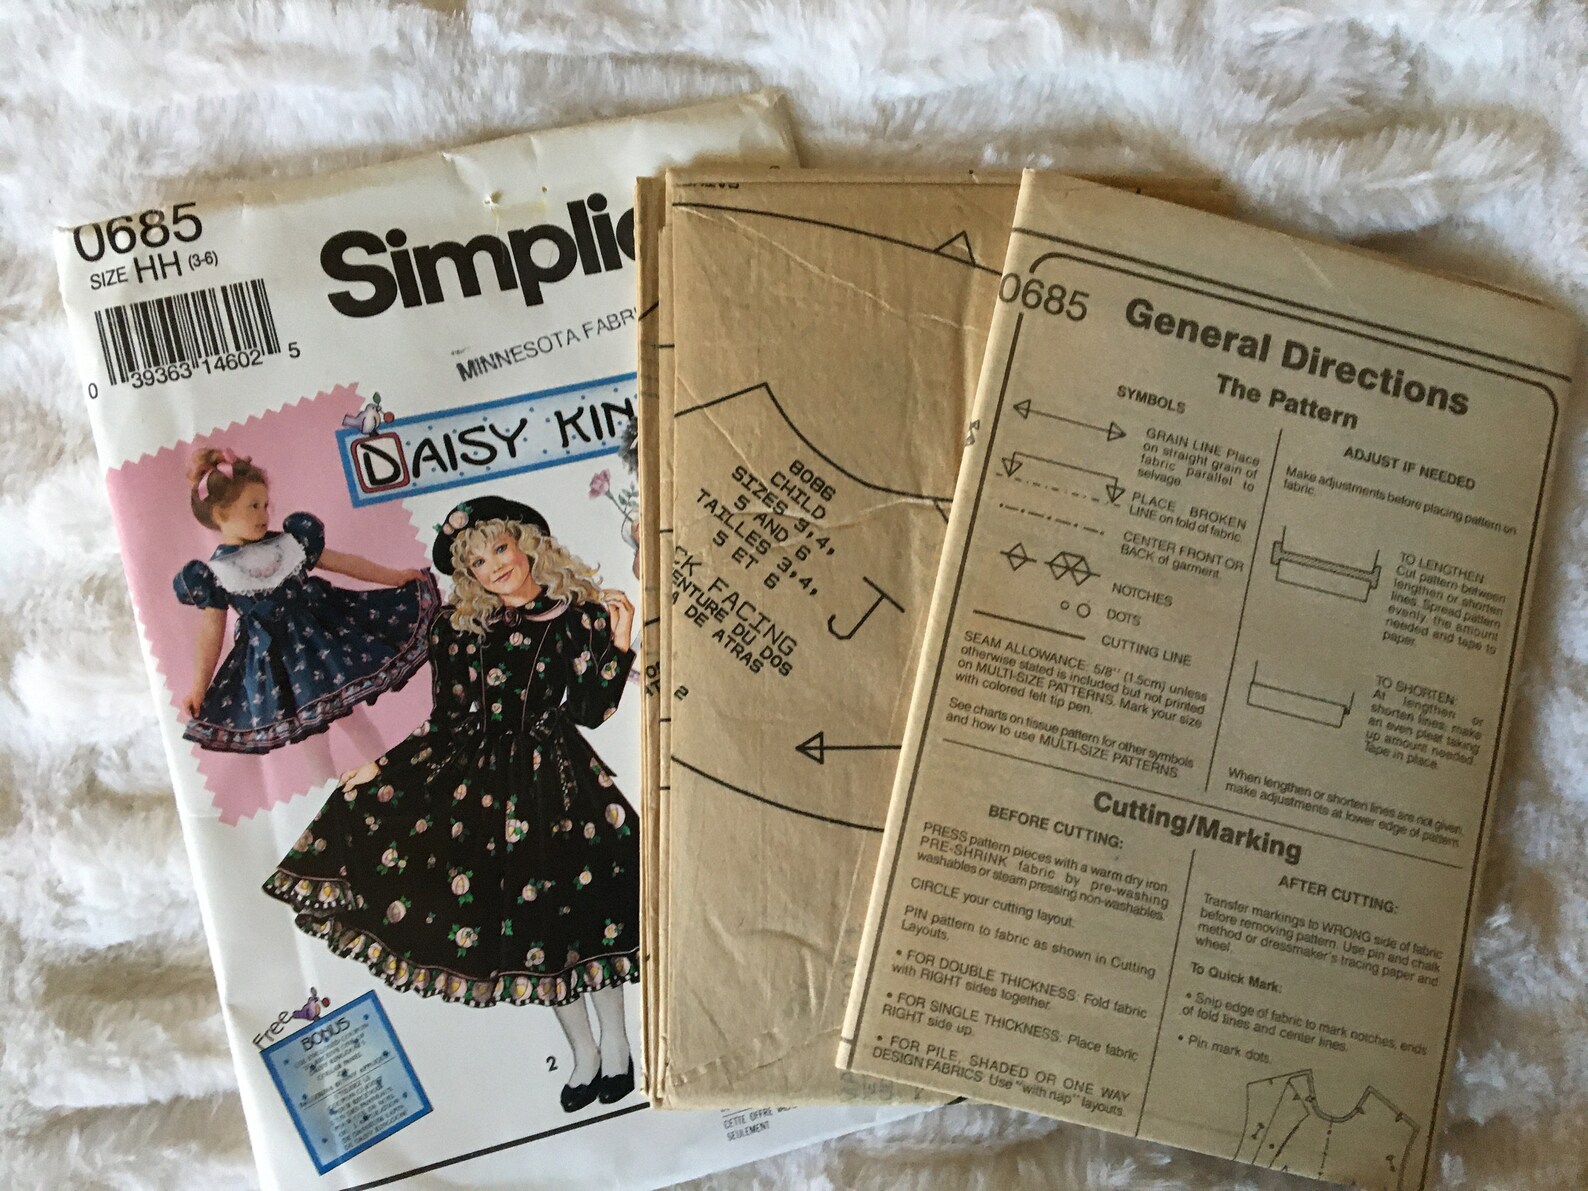 0685
SIZE HH (3-6)
Simplic
0 39363 14602 5
MINNESOTA FABRI
DAISY KIN
Free
BONUS
2
CETTE OFFRE
SEULEMENT
8086
CHILD
SIZES 3,4,
5 AND 6
TAILLES 3,4,
5 ET 6
CK FACING
ENTURE DU DOS
A DE ATRAS
J
2
0685
General Directions
The Pattern
SYMBOLS
GRAIN LINE Place
on straight grain of
fabric parallel to
selvage.
PLACE BROKEN
LINE on fold of fabric.
CENTER FRONT OR
BACK of garment.
NOTCHES
DOTS
CUTTING LINE
SEAM ALLOWANCE: 5/8" (1.5cm) unless
otherwise stated is included but not printed
on MULTI-SIZE PATTERNS. Mark your size
with colored felt tip pen.
See charts on tissue pattern for other symbols
and how to use MULTI-SIZE PATTERNS.
ADJUST IF NEEDED
Make adjustments before placing pattern on
fabric.
TO LENGTHEN:
Cut pattern between
lengthen or shorten
lines. Spread pattern
evenly, the amount
needed and tape to
paper.
TO SHORTEN:
At lengthen or
shorten lines, make
an even pleat taking
up amount needed.
Tape in place.
When lengthen or shorten lines are not given,
make adjustments at lower edge of pattern.
Cutting/Marking
BEFORE CUTTING:
PRESS pattern pieces with a warm dry iron.
PRE-SHRINK fabric by pre-washing
washables or steam pressing non-washables.
CIRCLE your cutting layout.
PIN pattern to fabric as shown in Cutting
Layouts.
• FOR DOUBLE THICKNESS: Fold fabric
with RIGHT sides together.
• FOR SINGLE THICKNESS: Place fabric
RIGHT side up.
• FOR PILE, SHADED OR ONE WAY
DESIGN FABRICS: Use "with nap" layouts.
AFTER CUTTING:
Transfer markings to WRONG side of fabric
before removing pattern. Use pin and chalk
method or dressmaker's tracing paper and
wheel.
To Quick Mark:
• Snip edge of fabric to mark notches, ends
of fold lines and center lines.
• Pin mark dots.